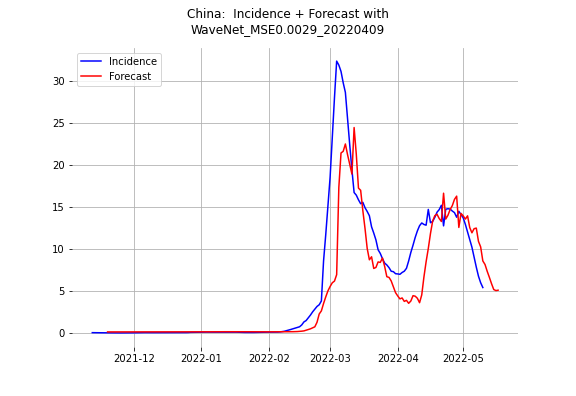 China:  Incidence + Forecast with
WaveNet_MSE0.0029_20220409
Incidence
Forecast
30
25
20
15
10
5
0
2021-12 2022-01 2022-02 2022-03 2022-04 2022-05